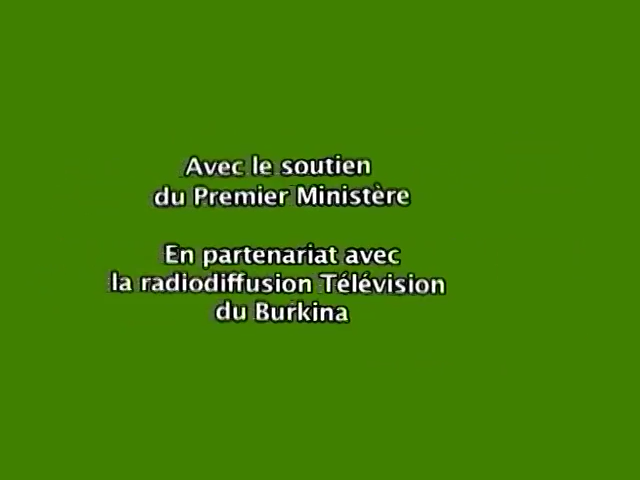 Avec le soutien
du Premier Ministère
En partenariat avec
la radiodiffusion Télévision
du Burkina